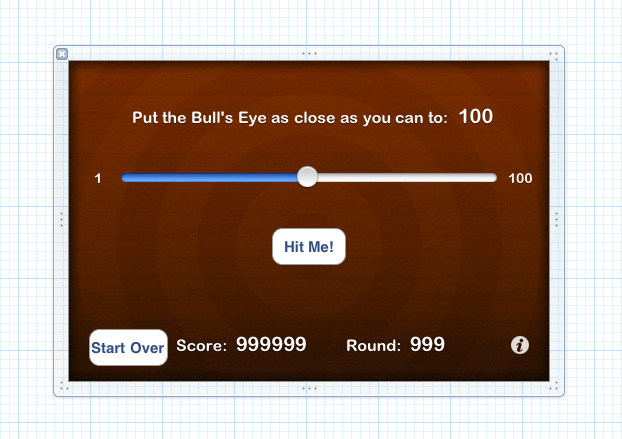 Put the Bull's Eye as close as you can to: 100
1 100
Hit Me!
Start Over Score: 999999 Round: 999 i